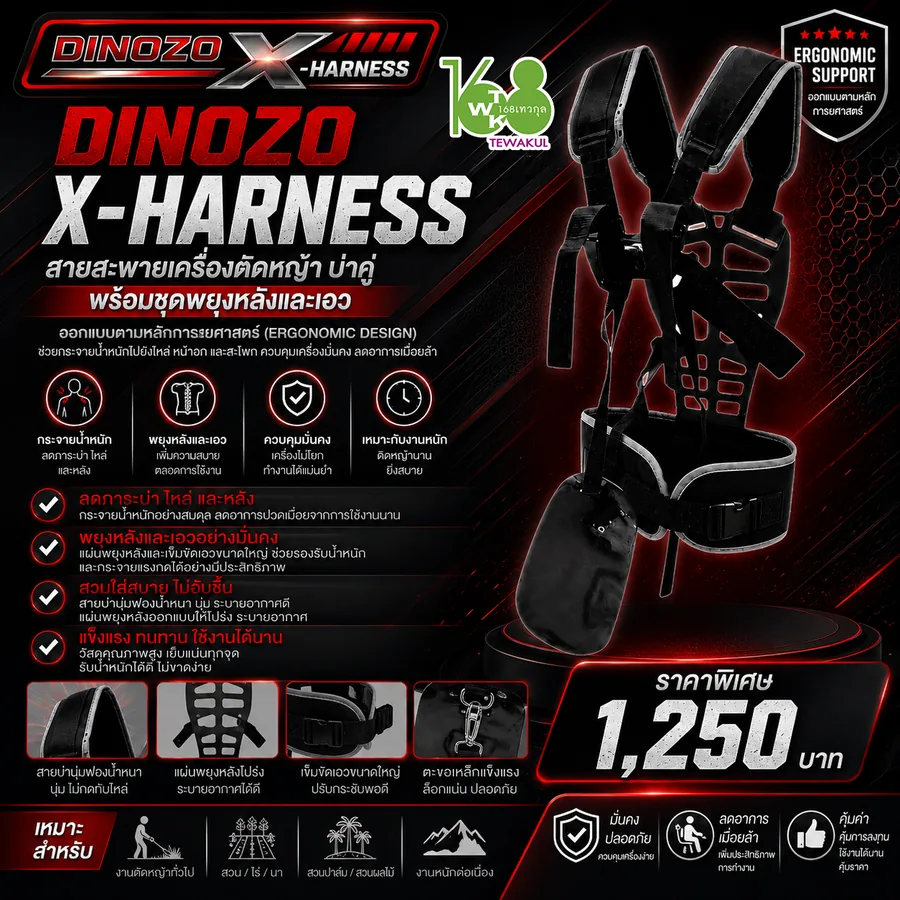 DINOZO X-HARNESS
168
TWK
168เทวกุล
TEWAKUL
ERGONOMIC
SUPPORT
ออกแบบตามหลัก
การยศาสตร์
DINOZO
X-HARNESS
สายสะพายเครื่องตัดหญ้า บ่าคู่
พร้อมชุดพยุงหลังและเอว
ออกแบบตามหลักการยศาสตร์ (ERGONOMIC DESIGN)
ช่วยกระจายน้ำหนักไปยังไหล่ หน้าอก และสะโพก ควบคุมเครื่องมั่นคง ลดอาการเมื่อยล้า
กระจายน้ำหนัก
ลดภาระบ่า ไหล่
และหลัง
พยุงหลังและเอว
เพิ่มความสบาย
ตลอดการใช้งาน
ควบคุมมั่นคง
เครื่องไม่โยก
ทำงานได้แม่นยำ
เหมาะกับงานหนัก
ติดหญ้านาน
ยิ่งสบาย
ลดภาระบ่า ไหล่ และหลัง
กระจายน้ำหนักอย่างสมดุล ลดอาการปวดเมื่อยจากการใช้งานนาน
พยุงหลังและเอวอย่างมั่นคง
แผ่นพยุงหลังและเข็มขัดเอวขนาดใหญ่ ช่วยรองรับน้ำหนัก
และกระจายแรงกดได้อย่างมีประสิทธิภาพ
สวมใส่สบาย ไม่อับชื้น
สายบ่านุ่มฟองน้ำหนา นุ่ม ระบายอากาศดี
แผ่นพยุงหลังออกแบบให้โปร่ง ระบายอากาศ
แข็งแรง ทนทาน ใช้งานได้นาน
วัสดุคุณภาพสูง เย็บแน่นทุกจุด
รับน้ำหนักได้ดี ไม่ขาดง่าย
สายบ่านุ่มฟองน้ำหนา
นุ่ม ไม่กดทับไหล่
แผ่นพยุงหลังโปร่ง
ระบายอากาศได้ดี
เข็มขัดเอวขนาดใหญ่
ปรับกระชับพอดี
ตะขอเหล็กแข็งแรง
ล็อกแน่น ปลอดภัย
ราคาพิเศษ
1,250 บาท
เหมาะ
สำหรับ
งานตัดหญ้าทั่วไป
สวน / ไร่ / นา
สวนปาล์ม / สวนผลไม้
งานหนักต่อเนื่อง
มั่นคง
ปลอดภัย
ควบคุมเครื่องง่าย
ลดอาการ
เมื่อยล้า
เพิ่มประสิทธิภาพ
การทำงาน
คุ้มค่า
คุ้มการลงทุน
ใช้งานได้นาน
คุ้มราคา